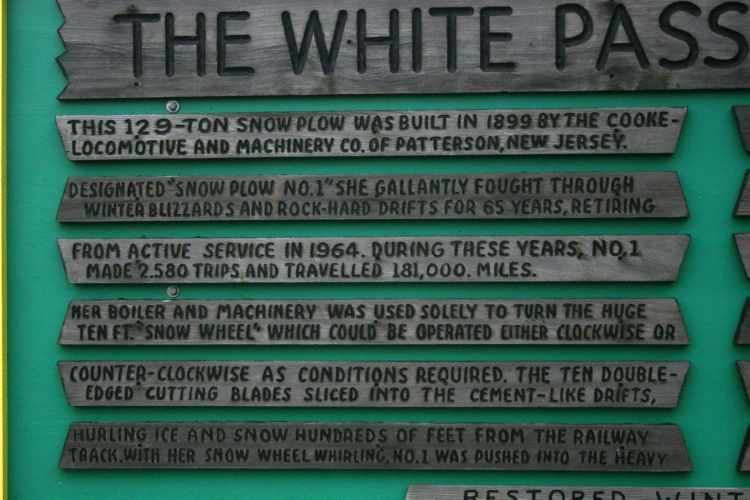 THE WHITE PASS
THIS 129-TON SNOW PLOW WAS BUILT IN 1899 BY THE COOKE-
LOCOMOTIVE AND MACHINERY CO. OF PATTERSON, NEW JERSEY.
DESIGNATED "SNOW PLOW NO.1" SHE GALLANTLY FOUGHT THROUGH
WINTER BLIZZARDS AND ROCK-HARD DRIFTS FOR 65 YEARS, RETIRING
FROM ACTIVE SERVICE IN 1964. DURING THESE YEARS, NO.1
MADE 2.580 TRIPS AND TRAVELLED 181,000. MILES.
HER BOILER AND MACHINERY WAS USED SOLELY TO TURN THE HUGE
TEN FT. "SNOW WHEEL" WHICH COULD BE OPERATED EITHER CLOCKWISE OR
COUNTER-CLOCKWISE AS CONDITIONS REQUIRED. THE TEN DOUBLE-
EDGED CUTTING BLADES SLICED INTO THE CEMENT-LIKE DRIFTS,
HURLING ICE AND SNOW HUNDREDS OF FEET FROM THE RAILWAY
TRACK. WITH HER SNOW WHEEL WHIRLING, NO.1 WAS PUSHED INTO THE HEAVY
RESTORED